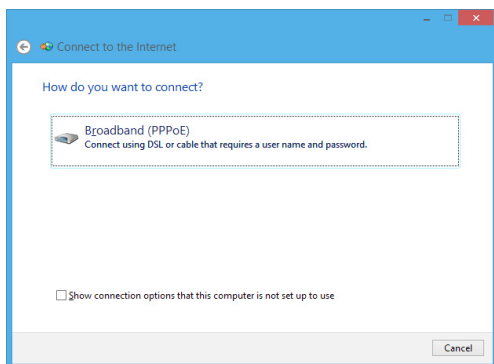 Connect to the Internet
How do you want to connect?
Broadband (PPPoE)
Connect using DSL or cable that requires a user name and password.
Show connection options that this computer is not set up to use
Cancel